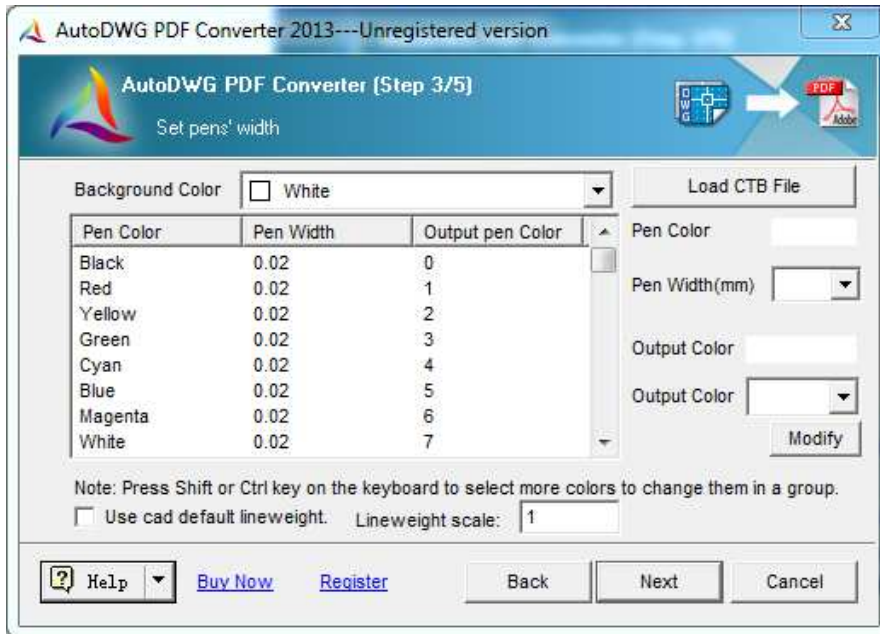 AutoDWG PDF Converter 2013---Unregistered version
AutoDWG PDF Converter (Step 3/5)
Set pens' width
DWG
PDF
Adobe
Background Color White
Load CTB File
Pen Color Pen Width Output pen Color
Black 0.02 0
Red 0.02 1
Yellow 0.02 2
Green 0.02 3
Cyan 0.02 4
Blue 0.02 5
Magenta 0.02 6
White 0.02 7
Pen Color
Pen Width(mm)
Output Color
Output Color
Modify
Note: Press Shift or Ctrl key on the keyboard to select more colors to change them in a group.
Use cad default lineweight. Lineweight scale: 1
Help Buy Now Register Back Next Cancel